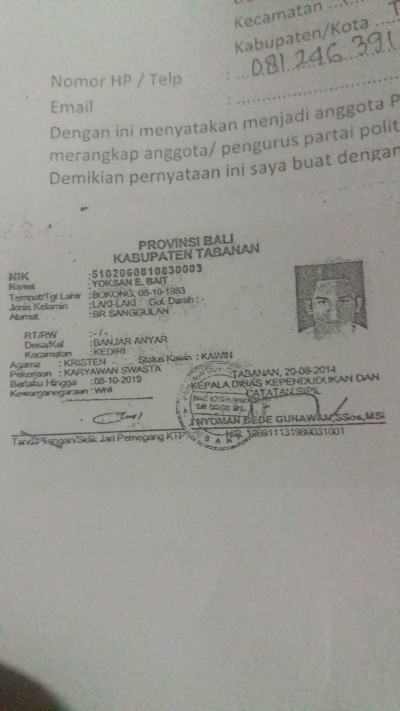 Kecamatan
Kabupaten/Kota
Nomor HP / Telp : 081 246 391
Email :
Dengan ini menyatakan menjadi anggota P
merangkap anggota/ pengurus partai polit
Demikian pernyataan ini saya buat dengan
PROVINSI BALI
KABUPATEN TABANAN
NIK :5102060810830003
Nama :YOKSAN E. BAIT
Tempat/Tgl Lahir :BOKONG, 08-10-1983
Jenis Kelamin :LAKI-LAKI Gol. Darah : -
Alamat :BR SANGGULAN
RT/RW :-/-
Desa/Kel :BANJAR ANYAR
Kecamatan :KEDIRI
Agama :KRISTEN Status Kawin : KAWIN
Pekerjaan :KARYAWAN SWASTA
Berlaku Hingga :08-10-2019
Kewarganegaraan :WNI
TABANAN, 20-08-2014
KEPALA DINAS KEPENDUDUKAN DAN
CATATAN SIPIL
I NYOMAN GEDE GUNAWAN,SSos,MSi
Tanda Tangan/Sidik Jari Pemegang KTP